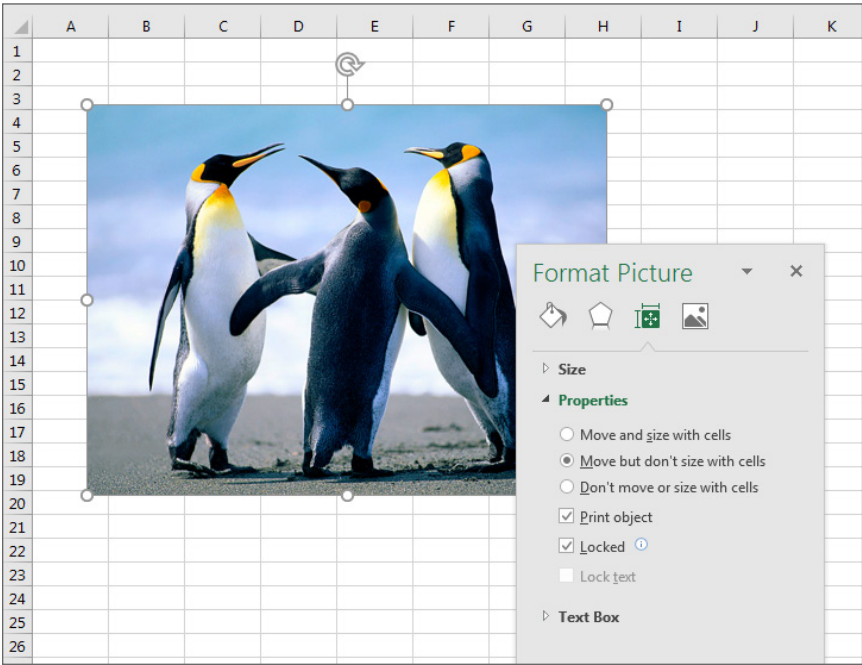 A B C D E F G H I J K
1
2
3
4
5
6
7
8
9
10
11
12
13
14
15
16
17
18
19
20
21
22
23
24
25
26
Format Picture
Size
Properties
Move and size with cells
Move but don't size with cells
Don't move or size with cells
Print object
Locked
Lock text
Text Box